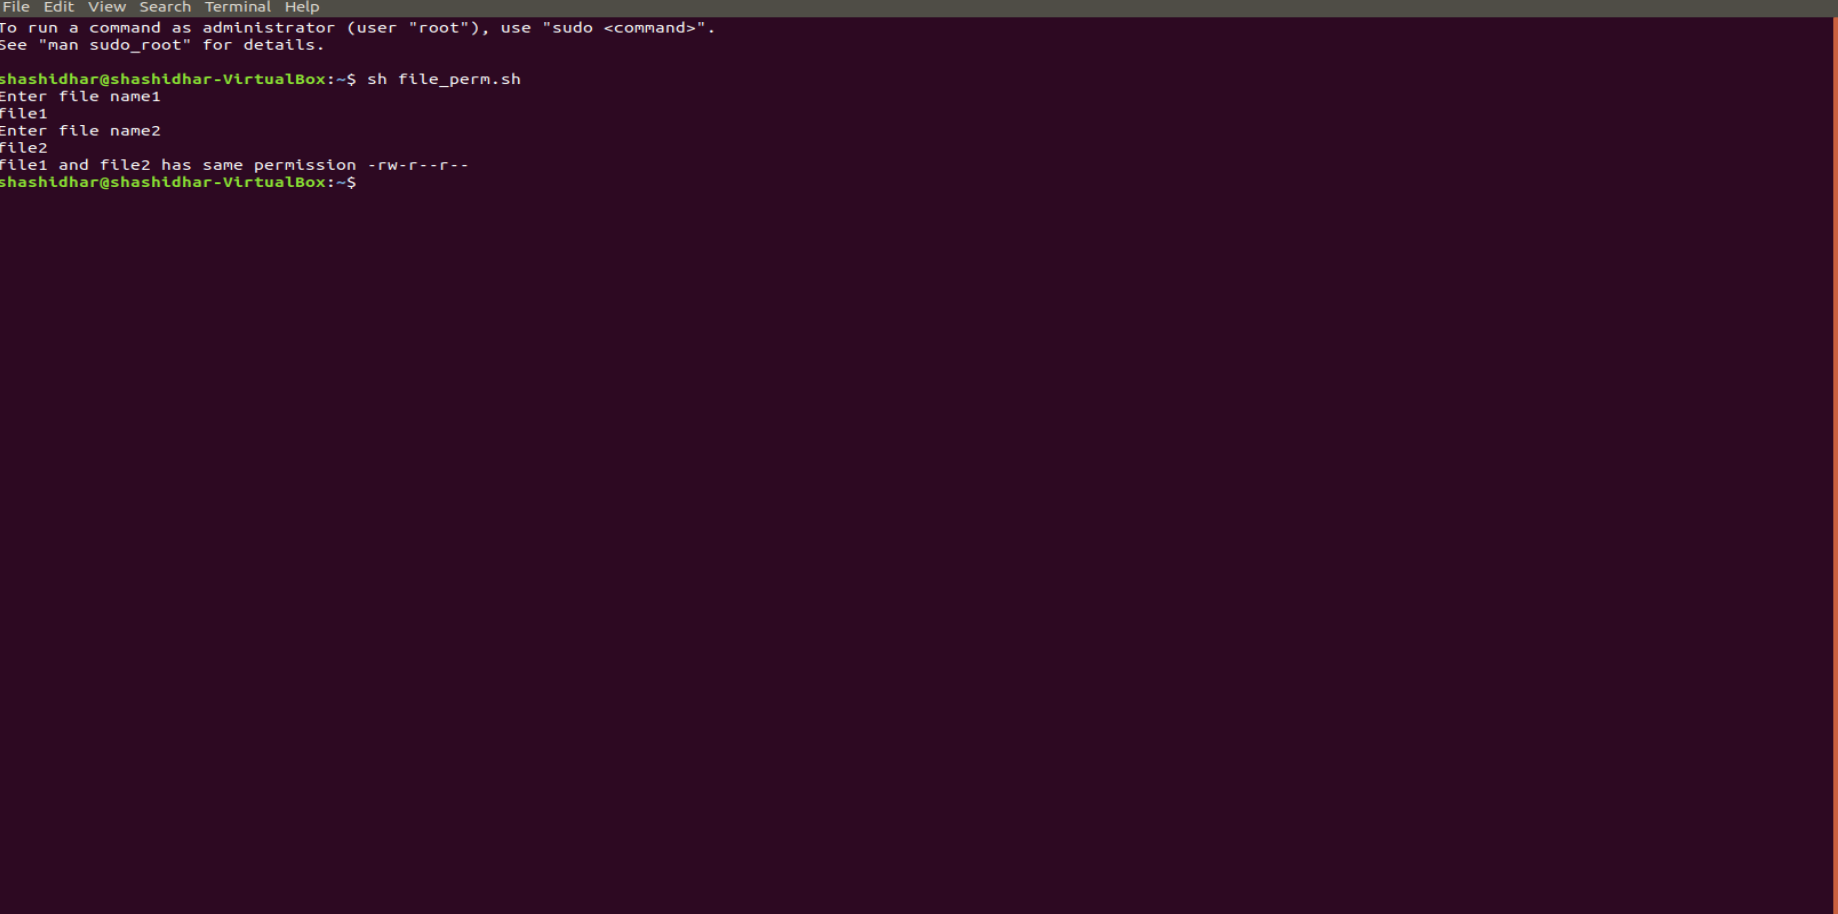 File Edit View Search Terminal Help
To run a command as administrator (user "root"), use "sudo <command>".
See "man sudo_root" for details.
shashidhar@shashidhar-VirtualBox:~$ sh file_perm.sh
Enter file name1
file1
Enter file name2
file2
file1 and file2 has same permission -rw-r--r--
shashidhar@shashidhar-VirtualBox:~$